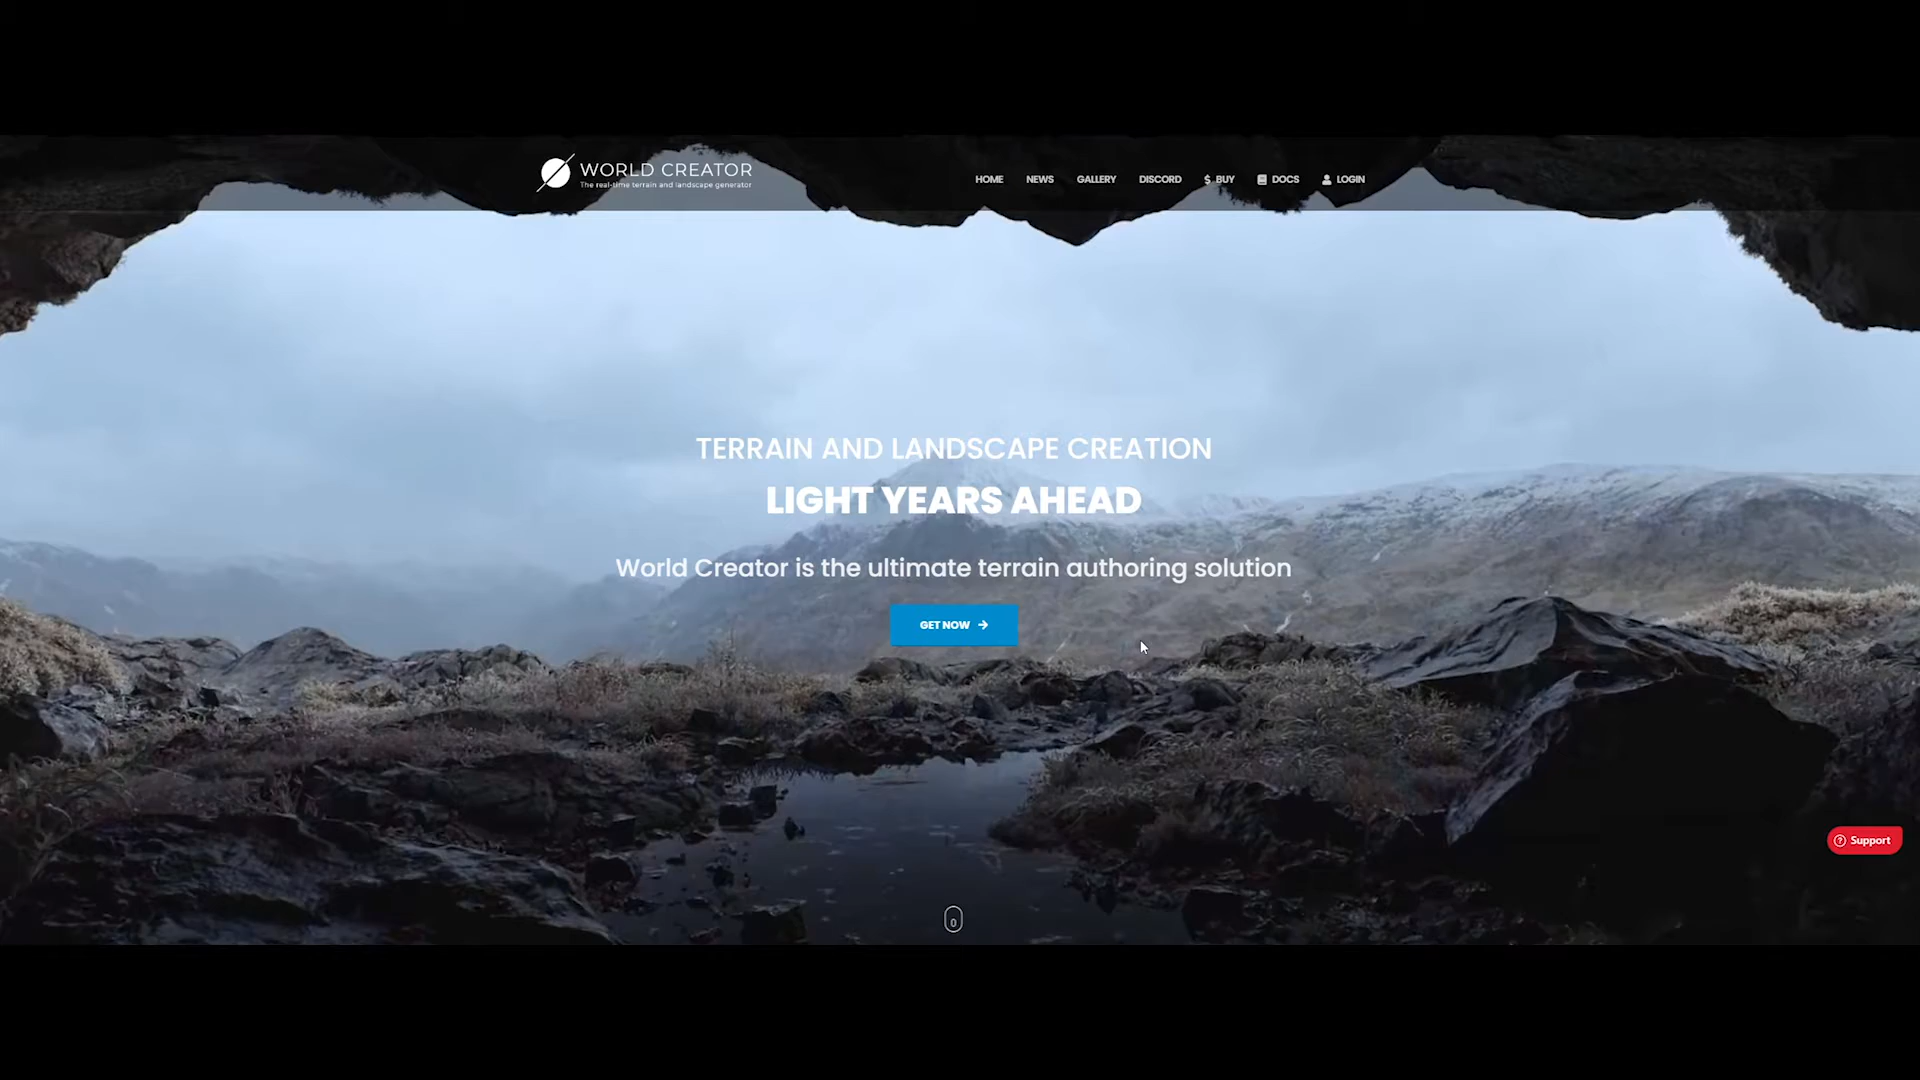 WORLD CREATOR
The real-time terrain and landscape generator
HOME NEWS GALLERY DISCORD $ BUY DOCS LOGIN
TERRAIN AND LANDSCAPE CREATION
LIGHT YEARS AHEAD
World Creator is the ultimate terrain authoring solution
GET NOW →
Support